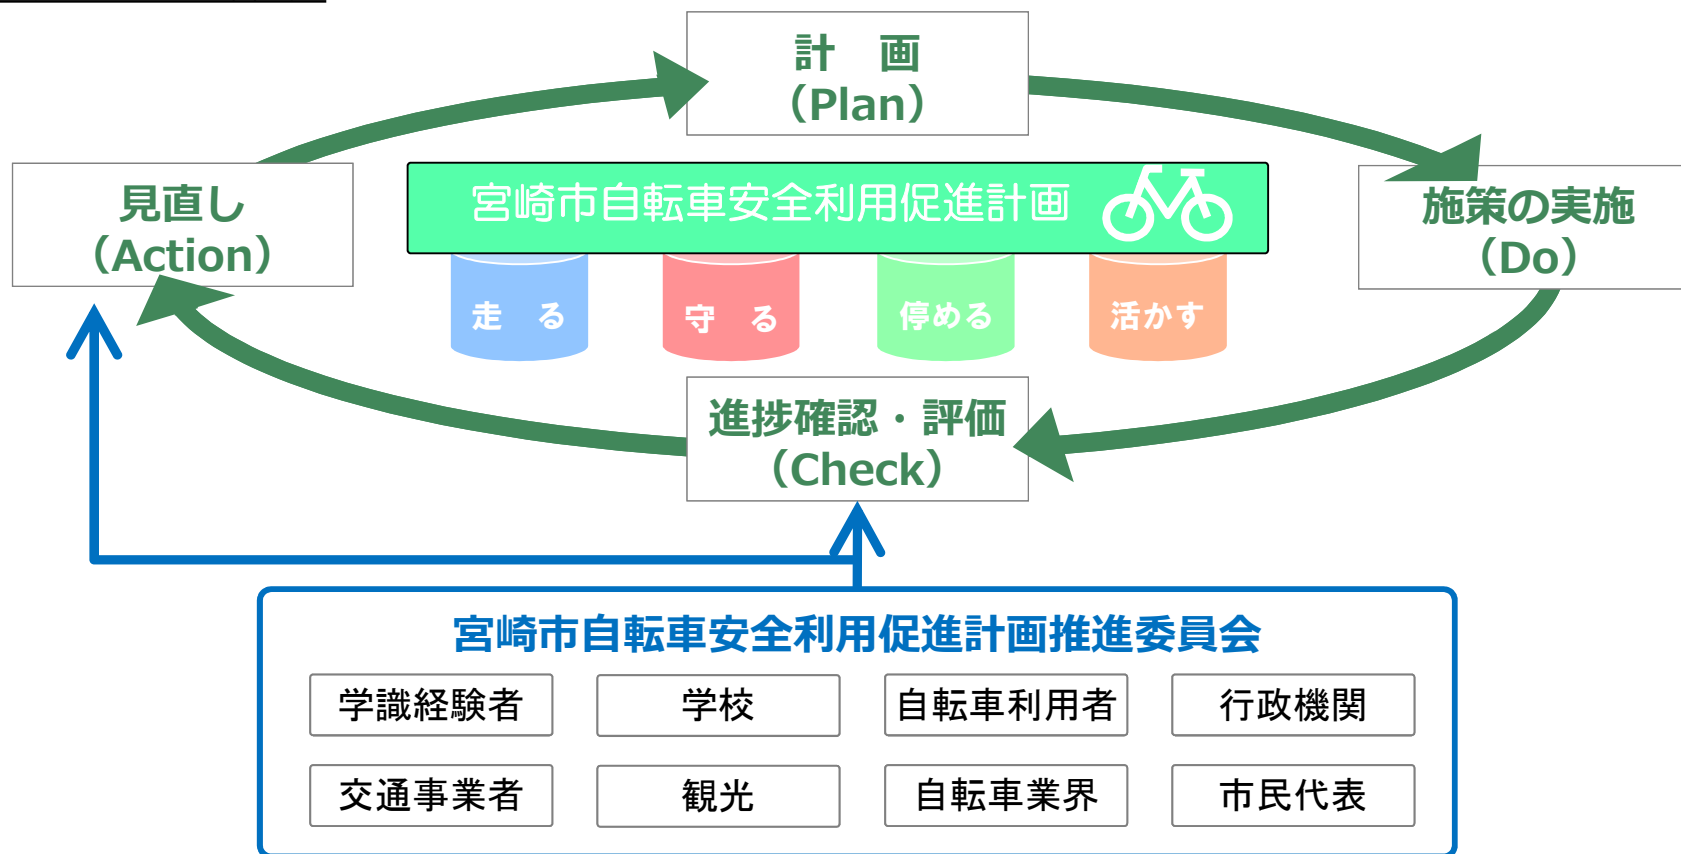 計　画
（Plan）
見直し
（Action）
宮崎市自転車安全利用促進計画
施策の実施
（Do）
走　る
守　る
停める
活かす
進捗確認・評価
（Check）
宮崎市自転車安全利用促進計画推進委員会
学識経験者
学校
自転車利用者
行政機関
交通事業者
観光
自転車業界
市民代表